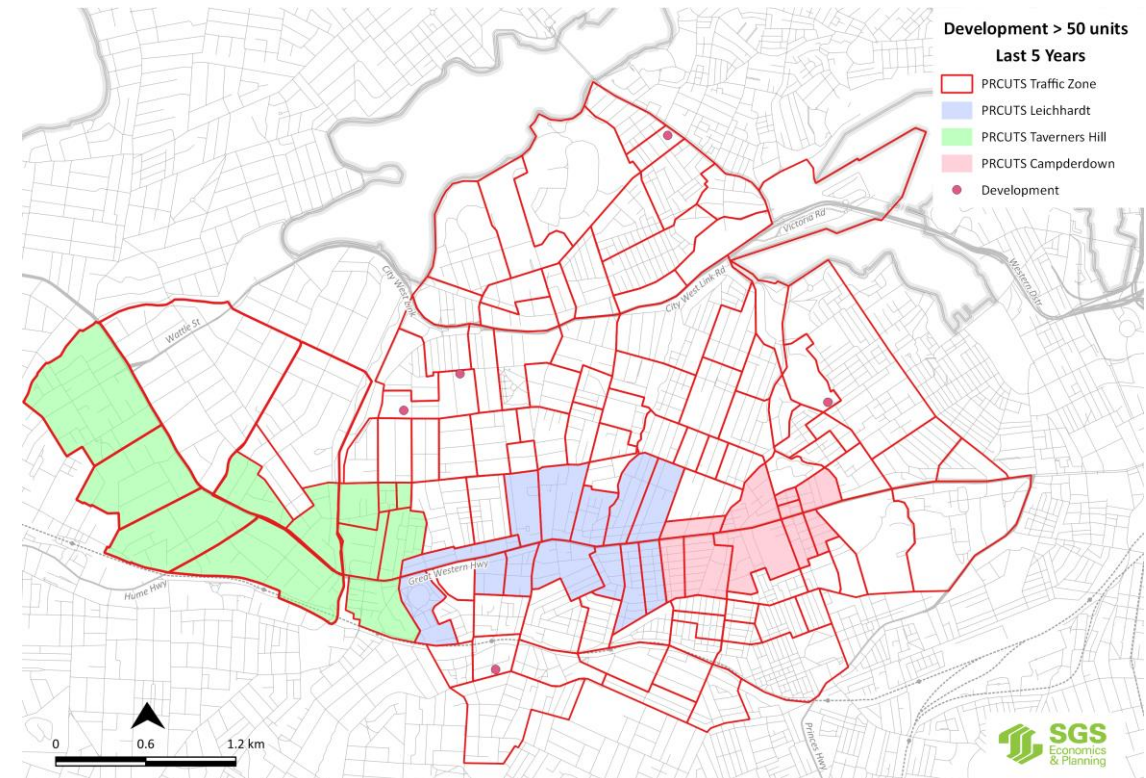 Development > 50 units
Last 5 Years
PRCUTS Traffic Zone
PRCUTS Leichhardt
PRCUTS Taverners Hill
PRCUTS Campderdown
Development
Victoria Rd
Western Distr
City West Link
City West Link Rd
Wattle St
Great Western Hwy
Hume Hwy
Princes Hwy
0 0.6 1.2 km
SGS
Economics
& Planning